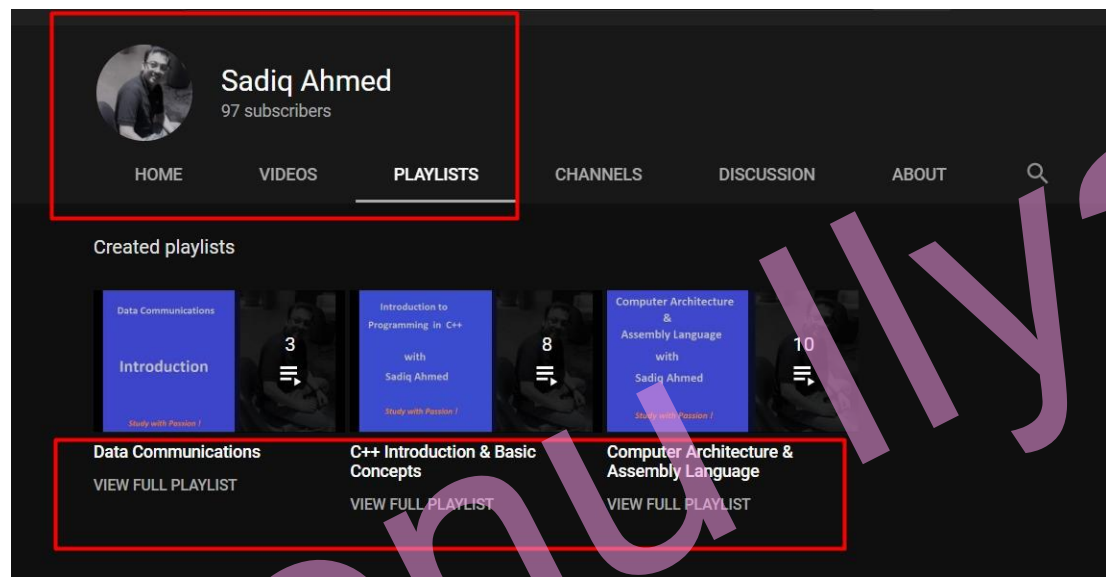 Sadiq Ahmed
97 subscribers
HOME VIDEOS PLAYLISTS CHANNELS DISCUSSION ABOUT
Created playlists
Data Communications
Introduction
Study with Passion !
3
Introduction to
Programming in C++
with
Sadiq Ahmed
Study with Passion !
8
Computer Architecture
&
Assembly Language
with
Sadiq Ahmed
Study with Passion !
10
Data Communications
VIEW FULL PLAYLIST
C++ Introduction & Basic
Concepts
VIEW FULL PLAYLIST
Computer Architecture &
Assembly Language
VIEW FULL PLAYLIST